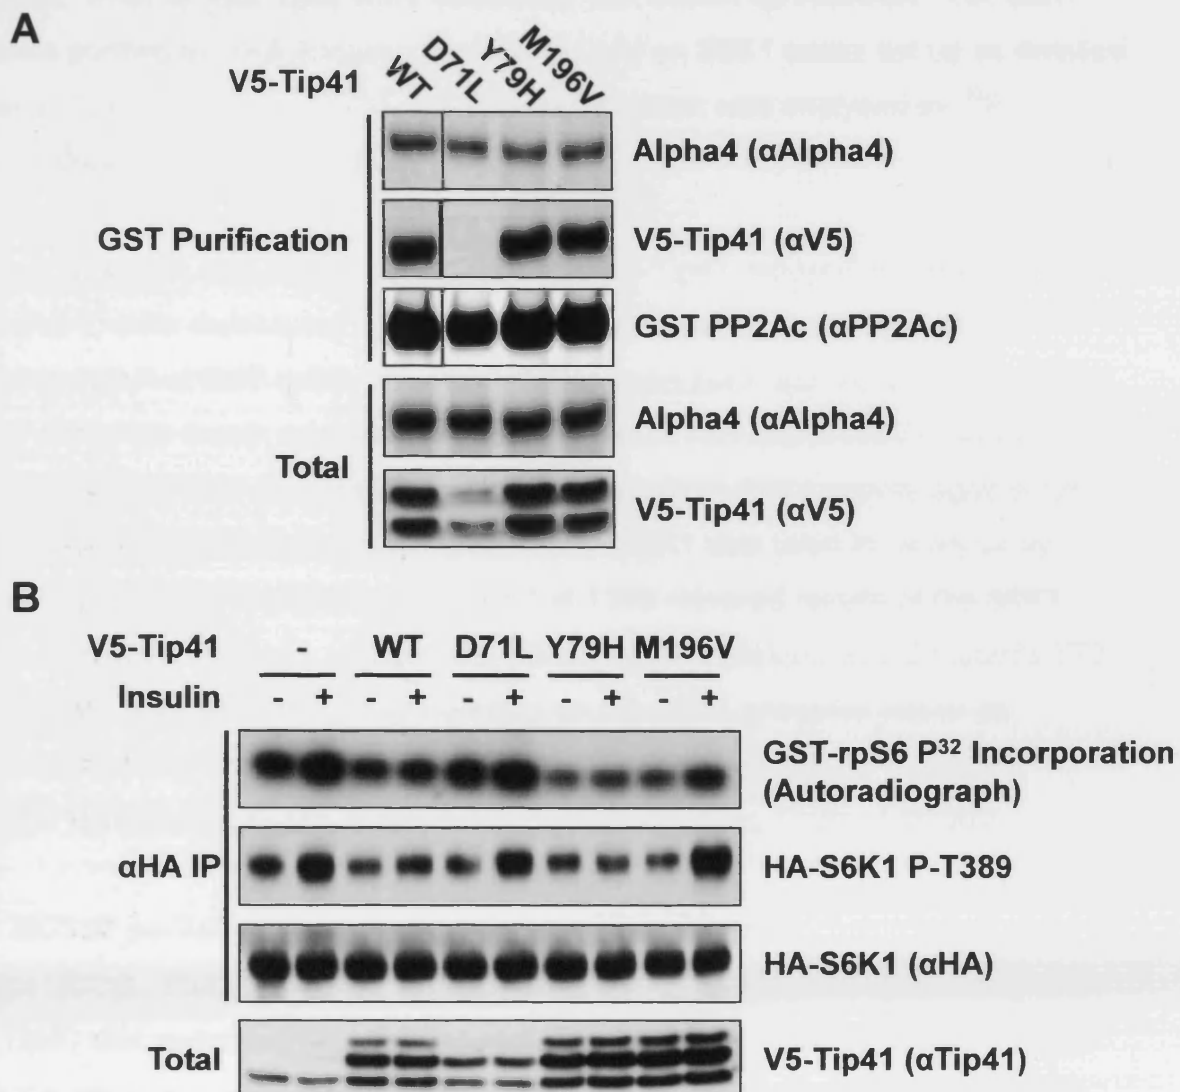 A
V5-Tip41
WT D71L Y79H M196V
GST Purification
Alpha4 (αAlpha4)
V5-Tip41 (αV5)
GST PP2Ac (αPP2Ac)
Total
Alpha4 (αAlpha4)
V5-Tip41 (αV5)
B
V5-Tip41 - WT D71L Y79H M196V
Insulin - + - + - + - + - +
αHA IP
GST-rpS6 P³² Incorporation
(Autoradiograph)
HA-S6K1 P-T389
HA-S6K1 (αHA)
Total V5-Tip41 (αTip41)